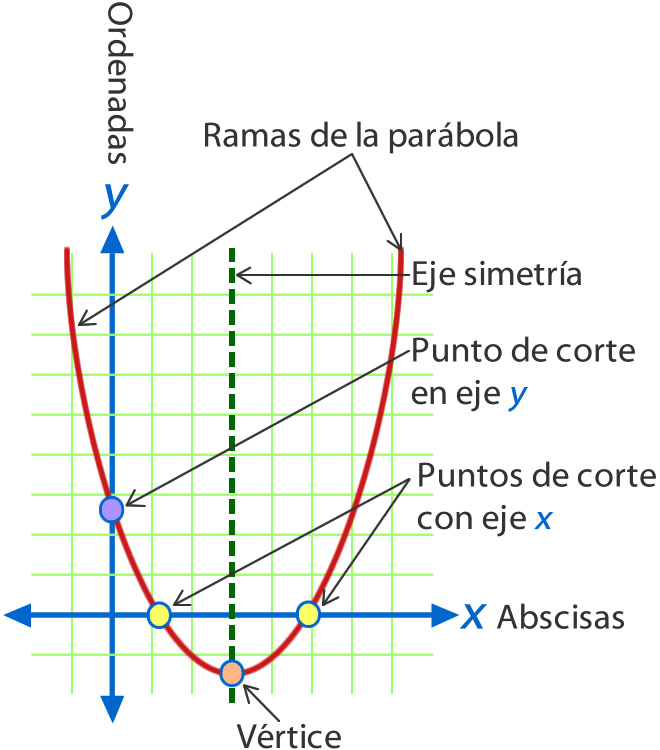 Ordenadas
y
Ramas de la parábola
Eje simetría
Punto de corte
en eje y
Puntos de corte
con eje x
X Abscisas
Vértice